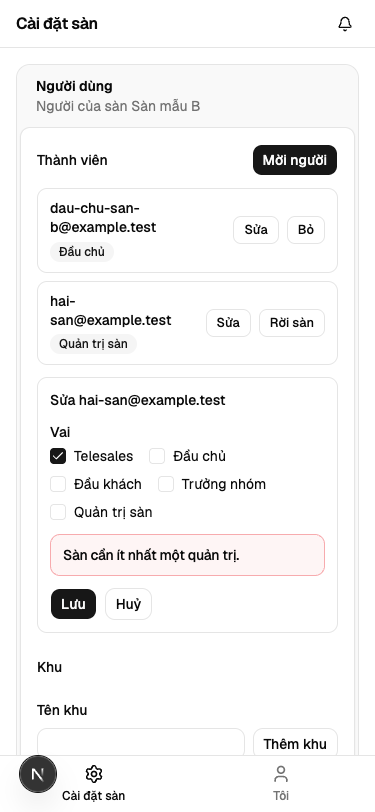 Cài đặt sàn
Người dùng
Người của sàn Sàn mẫu B
Thành viên
Mời người
dau-chu-san-
b@example.test
Đầu chủ
Sửa
Bỏ
hai-
san@example.test
Quản trị sàn
Sửa
Rời sàn
Sửa hai-san@example.test
Vai
Telesales
Đầu chủ
Đầu khách
Trưởng nhóm
Quản trị sàn
Sàn cần ít nhất một quản trị.
Lưu
Huỷ
Khu
Tên khu
Thêm khu
N
Cài đặt sàn
Tôi